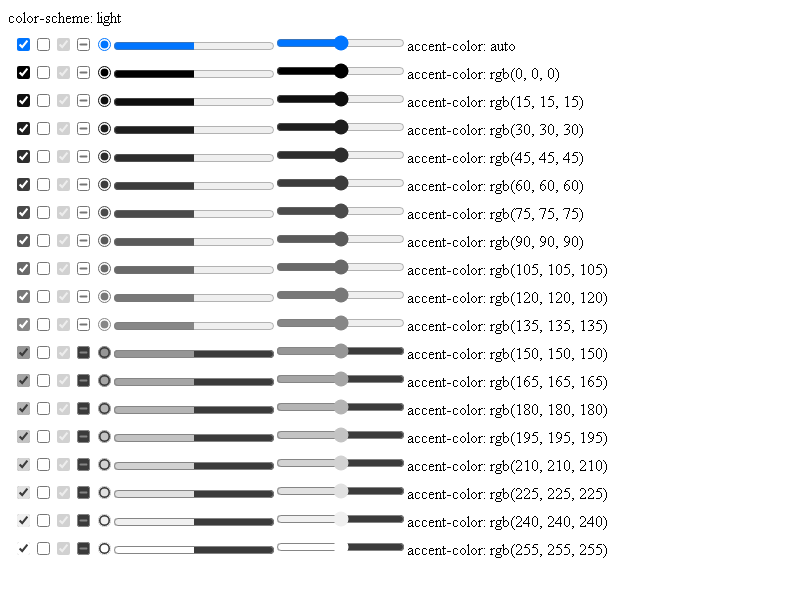 color-scheme: light
accent-color: auto
accent-color: rgb(0, 0, 0)
accent-color: rgb(15, 15, 15)
accent-color: rgb(30, 30, 30)
accent-color: rgb(45, 45, 45)
accent-color: rgb(60, 60, 60)
accent-color: rgb(75, 75, 75)
accent-color: rgb(90, 90, 90)
accent-color: rgb(105, 105, 105)
accent-color: rgb(120, 120, 120)
accent-color: rgb(135, 135, 135)
accent-color: rgb(150, 150, 150)
accent-color: rgb(165, 165, 165)
accent-color: rgb(180, 180, 180)
accent-color: rgb(195, 195, 195)
accent-color: rgb(210, 210, 210)
accent-color: rgb(225, 225, 225)
accent-color: rgb(240, 240, 240)
accent-color: rgb(255, 255, 255)